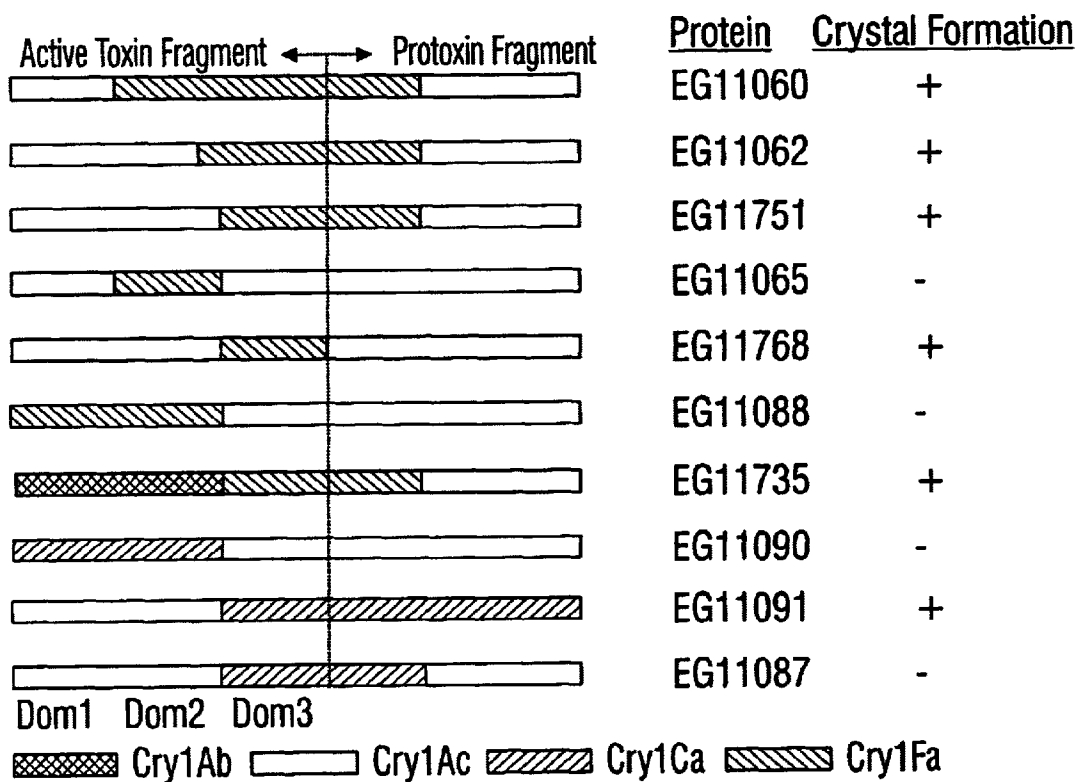 Protein Crystal Formation
Active Toxin Fragment Protoxin Fragment
EG11060 +
EG11062 +
EG11751 +
EG11065 -
EG11768 +
EG11088 -
EG11735 +
EG11090 -
EG11091 +
EG11087 -
Dom1 Dom2 Dom3
Cry1Ab Cry1Ac Cry1Ca Cry1Fa